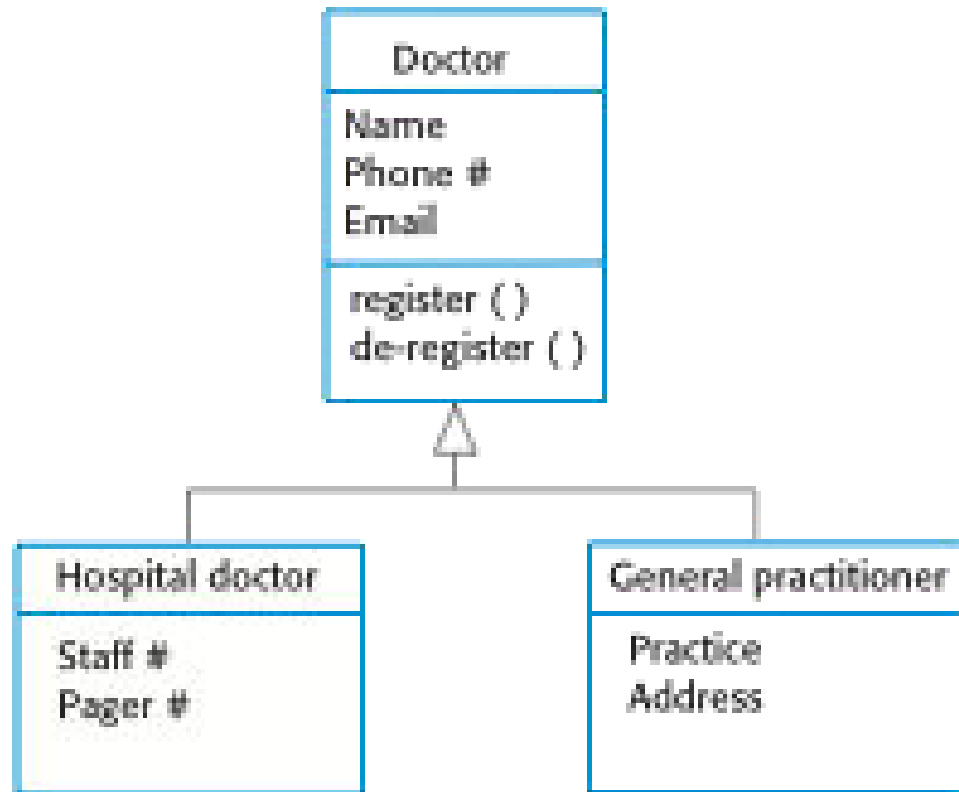 Doctor
Name
Phone #
Email
register ( )
de-register ( )
Hospital doctor
Staff #
Pager #
General practitioner
Practice
Address